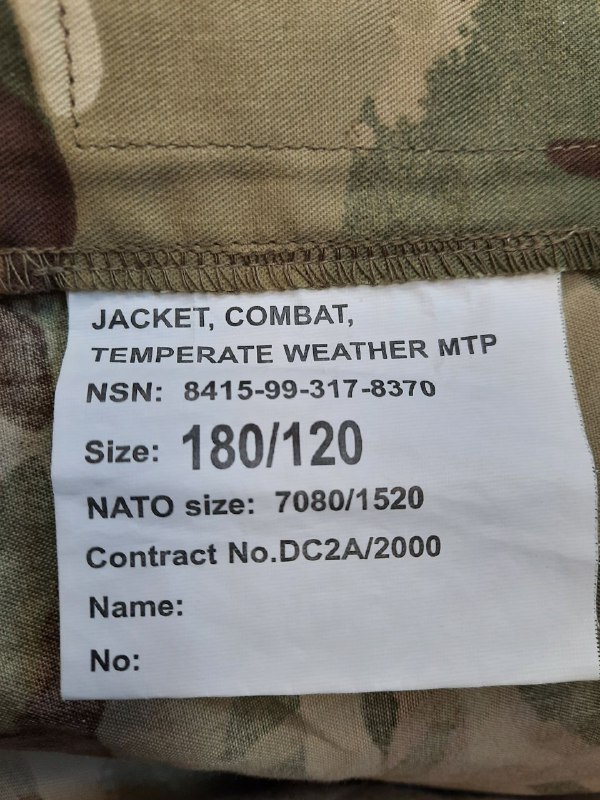 JACKET, COMBAT,
TEMPERATE WEATHER MTP
NSN: 8415-99-317-8370
Size: 180/120
NATO size: 7080/1520
Contract No.DC2A/2000
Name:
No: